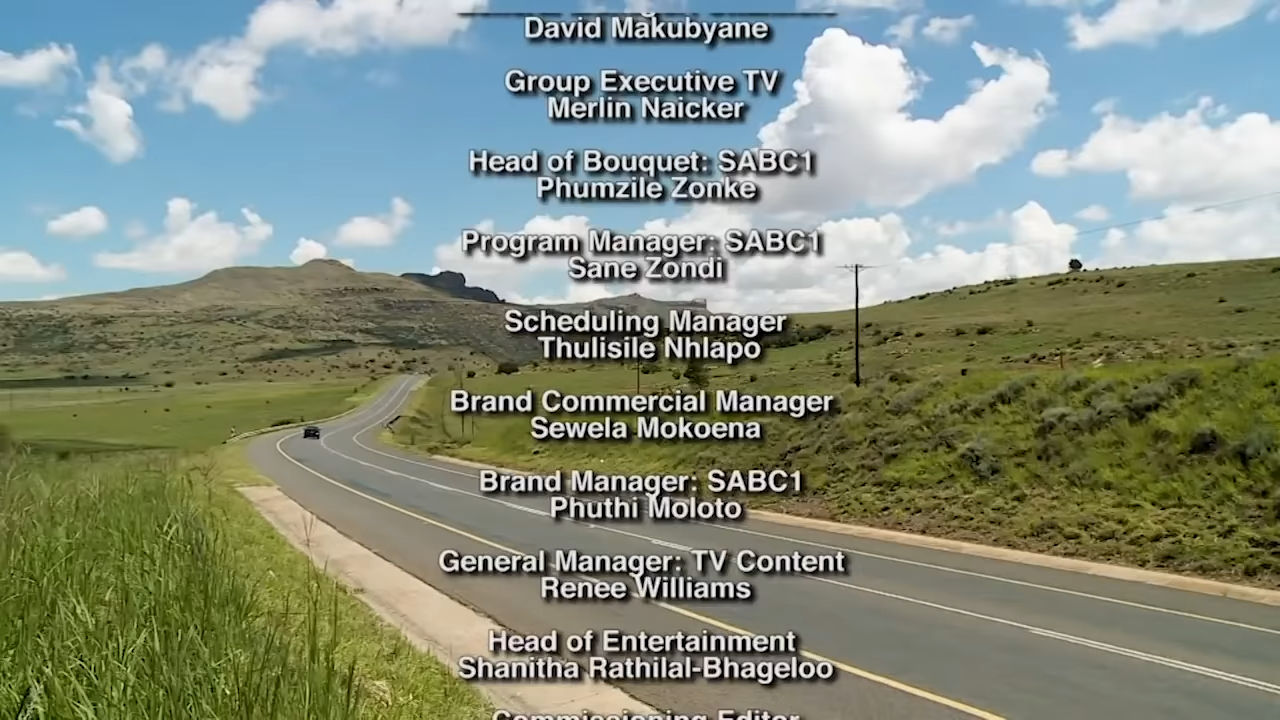 David Makubyane
Group Executive TV
Merlin Naicker
Head of Bouquet: SABC1
Phumzile Zonke
Program Manager: SABC1
Sane Zondi
Scheduling Manager
Thulisile Nhlapo
Brand Commercial Manager
Sewela Mokoena
Brand Manager: SABC1
Phuthi Moloto
General Manager: TV Content
Renee Williams
Head of Entertainment
Shanitha Rathilal-Bhageloo
Commissioning Editor